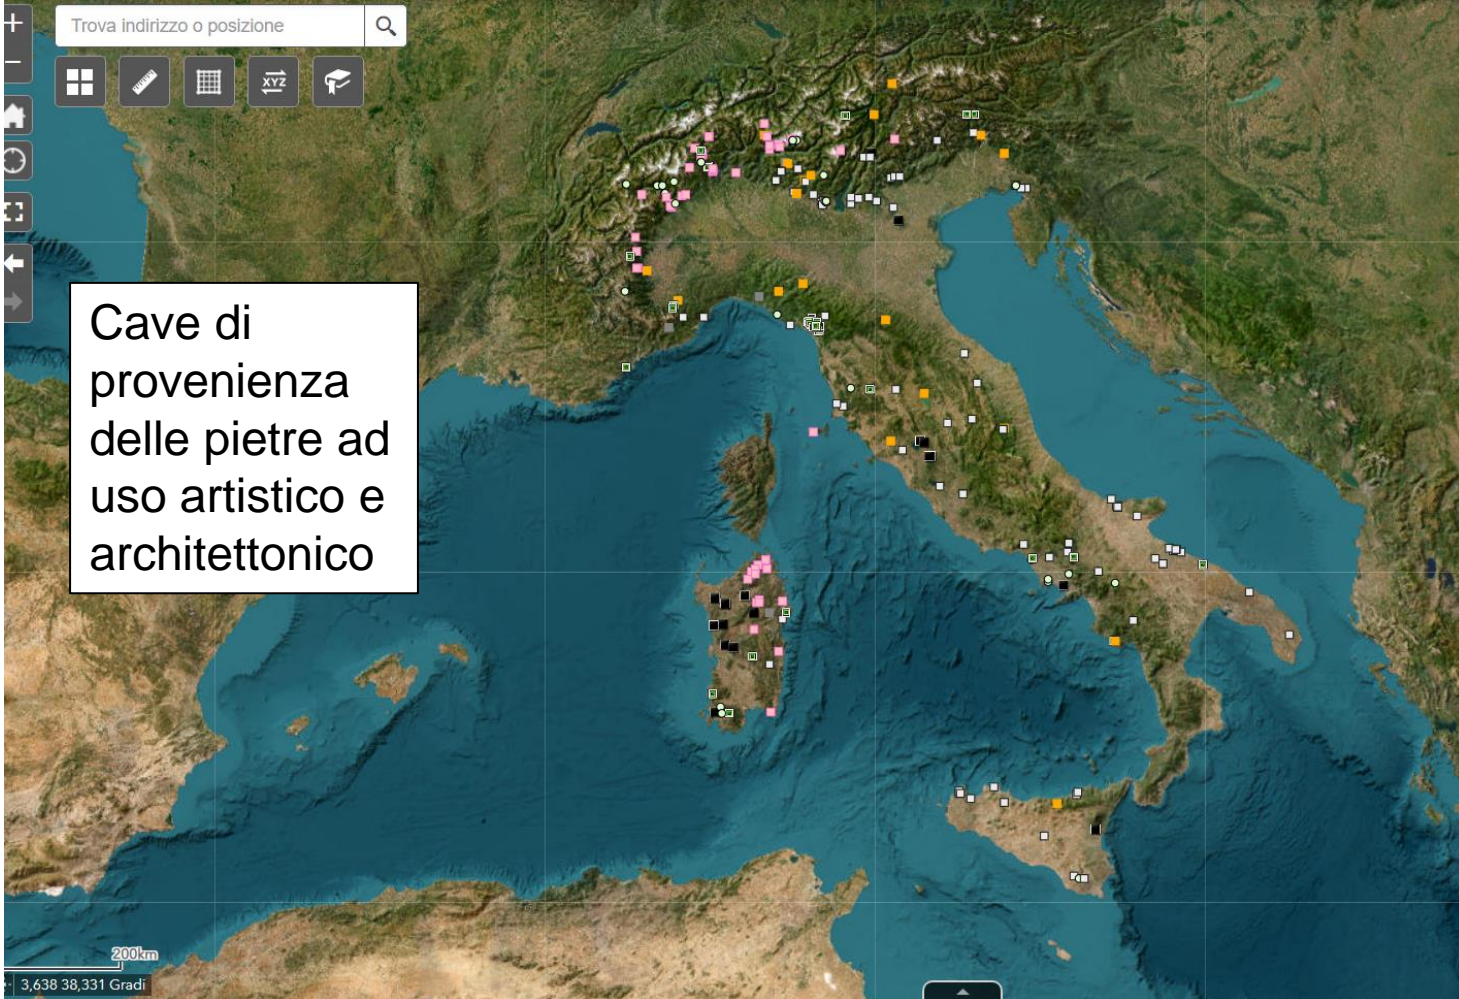 Trova indirizzo o posizione
XYZ
Cave di
provenienza
delle pietre ad
uso artistico e
architettonico
200km
3,638 38,331 Gradi